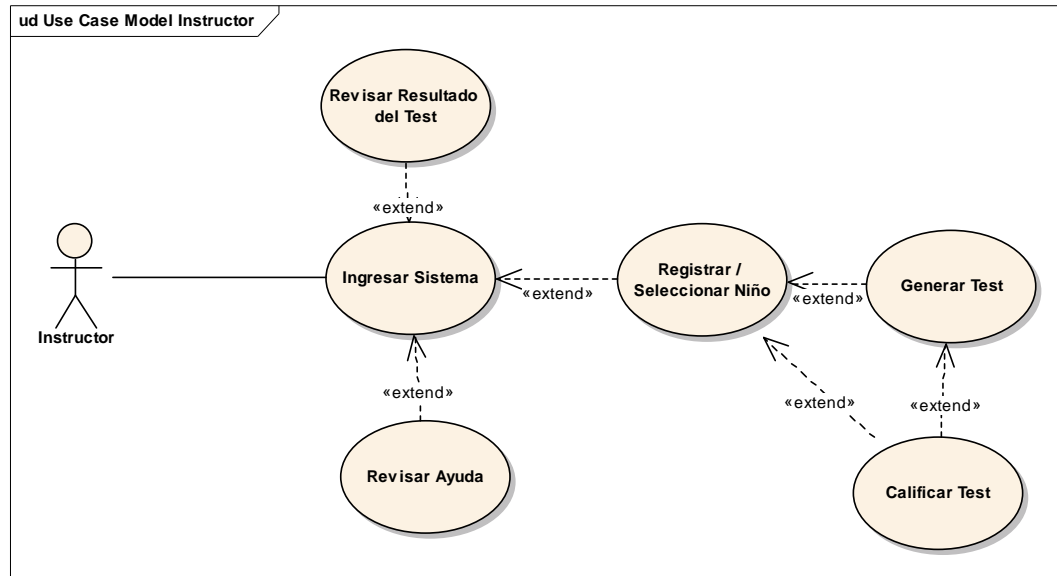 ud Use Case Model Instructor
Revisar Resultado
del Test
«extend»
Ingresar Sistema
«extend»
Registrar /
Seleccionar Niño
«extend»
Generar Test
Instructor
«extend»
«extend»
«extend»
Revisar Ayuda
Calificar Test